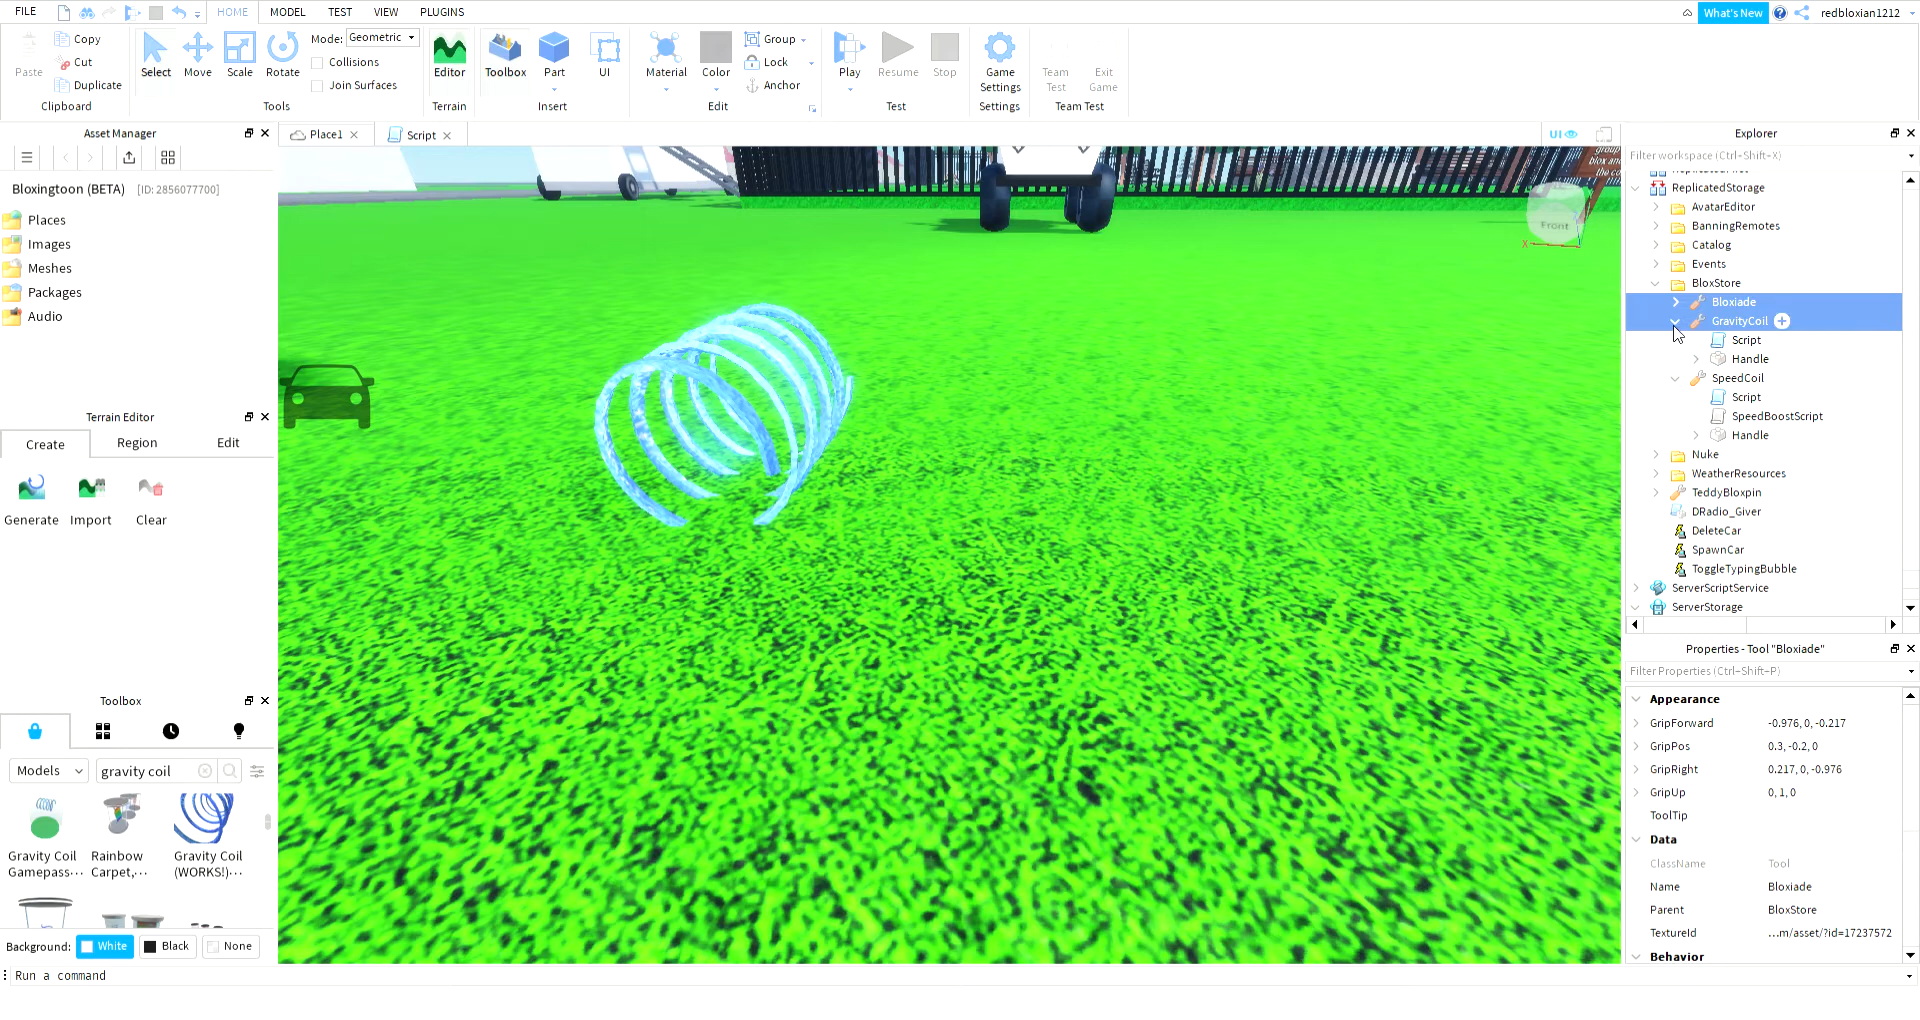 FILE
HOME
MODEL
TEST
VIEW
PLUGINS
What's New
redbloxian1212
Paste
Copy
Cut
Duplicate
Clipboard
Select
Move
Scale
Rotate
Mode: Geometric
Collisions
Join Surfaces
Tools
Editor
Terrain
Toolbox
Part
UI
Insert
Material
Color
Group
Lock
Anchor
Edit
Play
Resume
Stop
Test
Game
Settings
Settings
Team
Test
Exit
Game
Team Test
Asset Manager
Bloxingtoon (BETA) [ID: 2856077700]
Places
Images
Meshes
Packages
Audio
Terrain Editor
Create
Region
Edit
Generate
Import
Clear
Toolbox
Models
gravity coil
Gravity Coil
Gamepass···
Rainbow
Carpet,···
Gravity Coil
(WORKS!)···
Background: White Black None
Run a command
Place1
Script
UI
group
blox and
the co
Front
X
Explorer
Filter workspace (Ctrl+Shift+X)
ReplicatedStorage
AvatarEditor
BanningRemotes
Catalog
Events
BloxStore
Bloxiade
GravityCoil
Script
Handle
SpeedCoil
Script
SpeedBoostScript
Handle
Nuke
WeatherResources
TeddyBloxpin
DRadio_Giver
DeleteCar
SpawnCar
ToggleTypingBubble
ServerScriptService
ServerStorage
Properties - Tool "Bloxiade"
Filter Properties (Ctrl+Shift+P)
Appearance
GripForward -0.976, 0, -0.217
GripPos 0.3, -0.2, 0
GripRight 0.217, 0, -0.976
GripUp 0, 1, 0
ToolTip
Data
ClassName Tool
Name Bloxiade
Parent BloxStore
TextureId ...m/asset/?id=17237572
Behavior